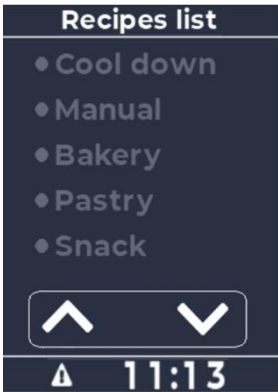 Recipes list
Cool down
Manual
Bakery
Pastry
Snack
11:13